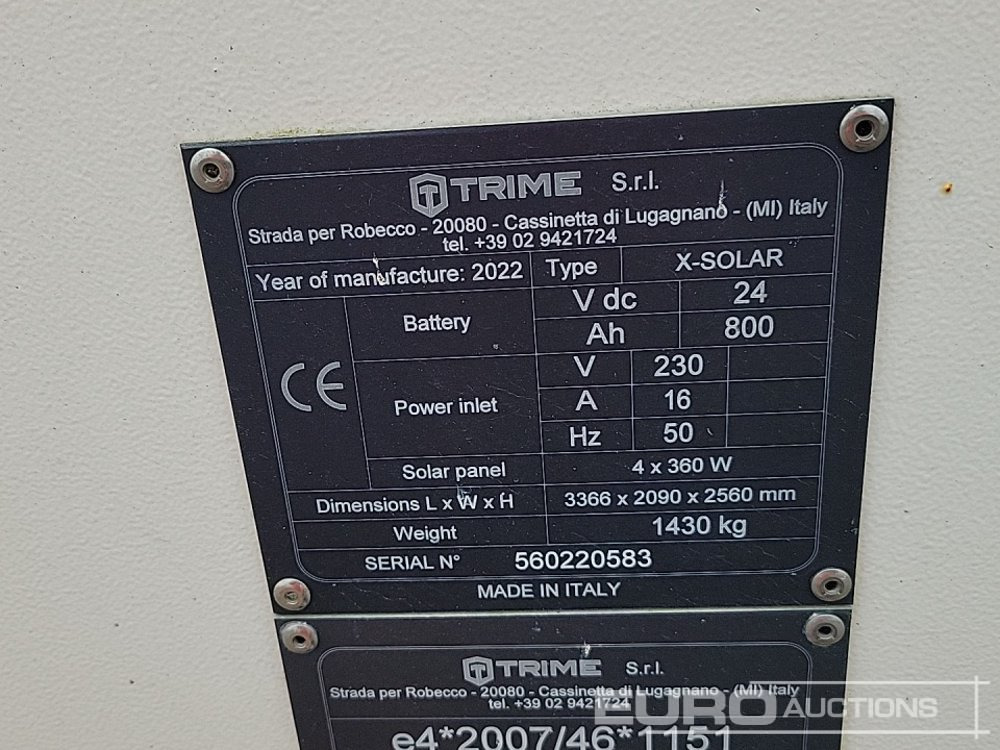 TRIME S.r.l.
Strada per Robecco - 20080 - Cassinetta di Lugagnano - (MI) Italy
tel. +39 02 9421724
Year of manufacture: 2022 Type X-SOLAR
CE
Battery
V dc 24
Ah 800
Power inlet
V 230
A 16
Hz 50
Solar panel 4 x 360 W
Dimensions L x W x H 3366 x 2090 x 2560 mm
Weight 1430 kg
SERIAL N° 560220583
MADE IN ITALY
TRIME S.r.l.
Strada per Robecco - 20080 - Cassinetta di Lugagnano - (MI) Italy
tel. +39 02 9421724
e4*2007/46*1151
EURO AUCTIONS